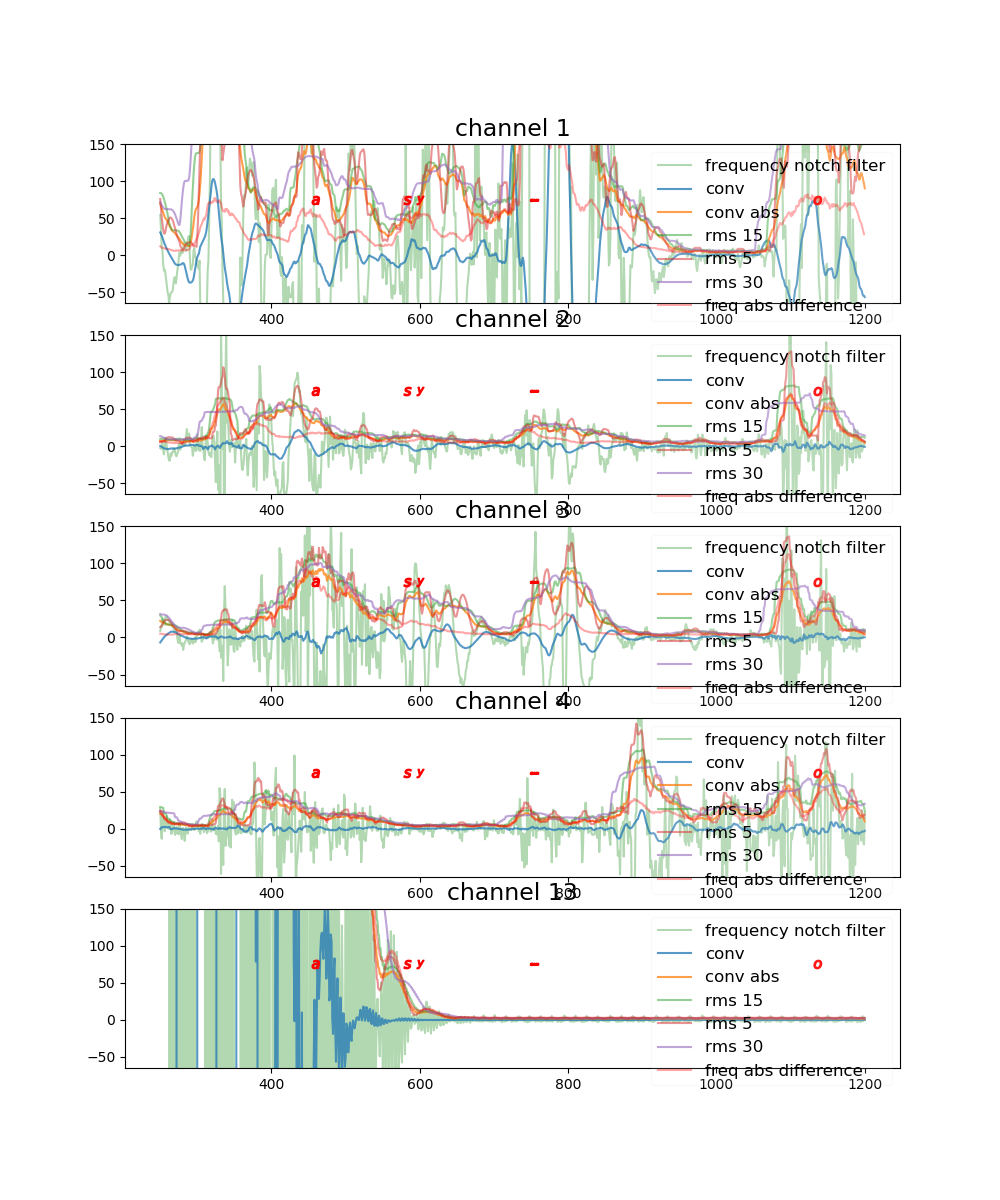 channel 1
150
100
50
0
−50
a s y – o
frequency notch filter
conv
conv abs
rms 15
rms 5
rms 30
freq abs difference
400 600 800 1000 1200
channel 2
150
100
50
0
−50
a s y – o
frequency notch filter
conv
conv abs
rms 15
rms 5
rms 30
freq abs difference
400 600 800 1000 1200
channel 3
150
100
50
0
−50
a s y – o
frequency notch filter
conv
conv abs
rms 15
rms 5
rms 30
freq abs difference
400 600 800 1000 1200
channel 4
150
100
50
0
−50
a s y – o
frequency notch filter
conv
conv abs
rms 15
rms 5
rms 30
freq abs difference
400 600 800 1000 1200
channel 13
150
100
50
0
−50
a s y – o
frequency notch filter
conv
conv abs
rms 15
rms 5
rms 30
freq abs difference
400 600 800 1000 1200